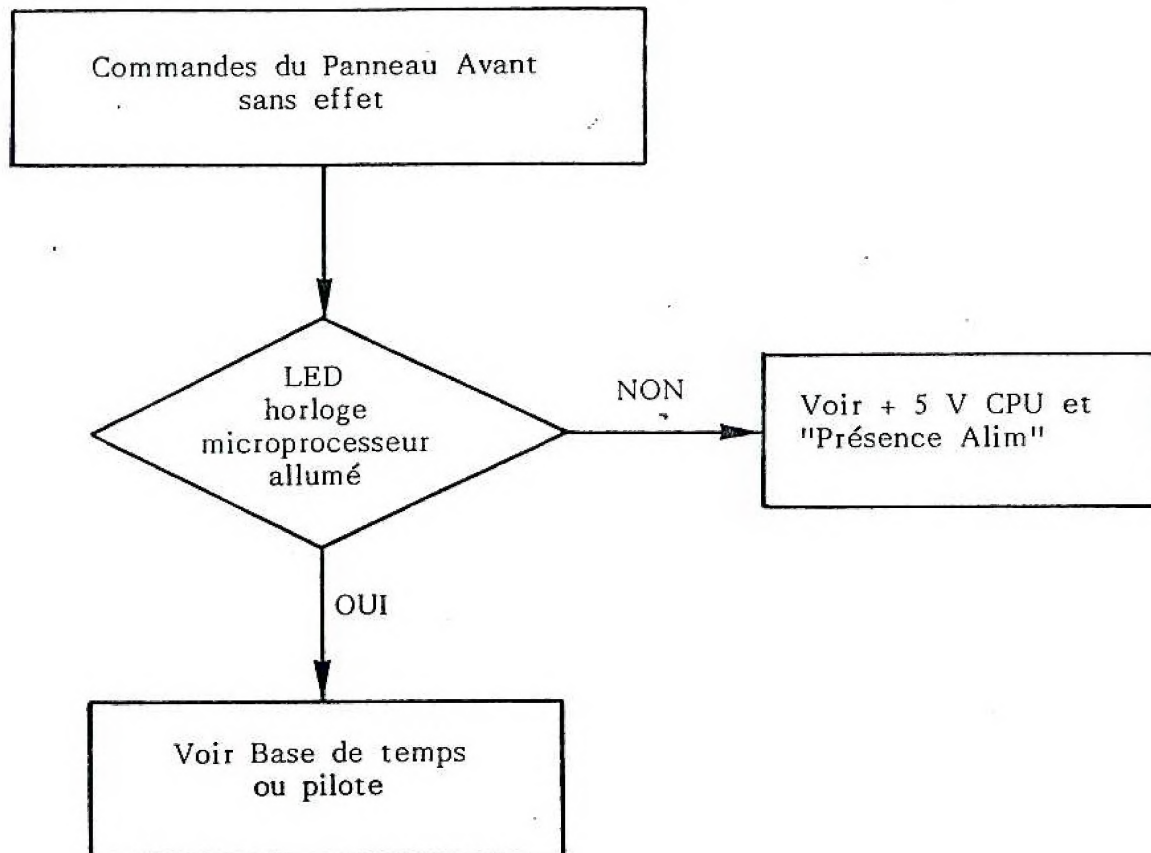 Commandes du Panneau Avant
sans effet
LED
horloge
microprocesseur
allumé
NON
Voir + 5 V CPU et
"Présence Alim"
OUI
Voir Base de temps
ou pilote